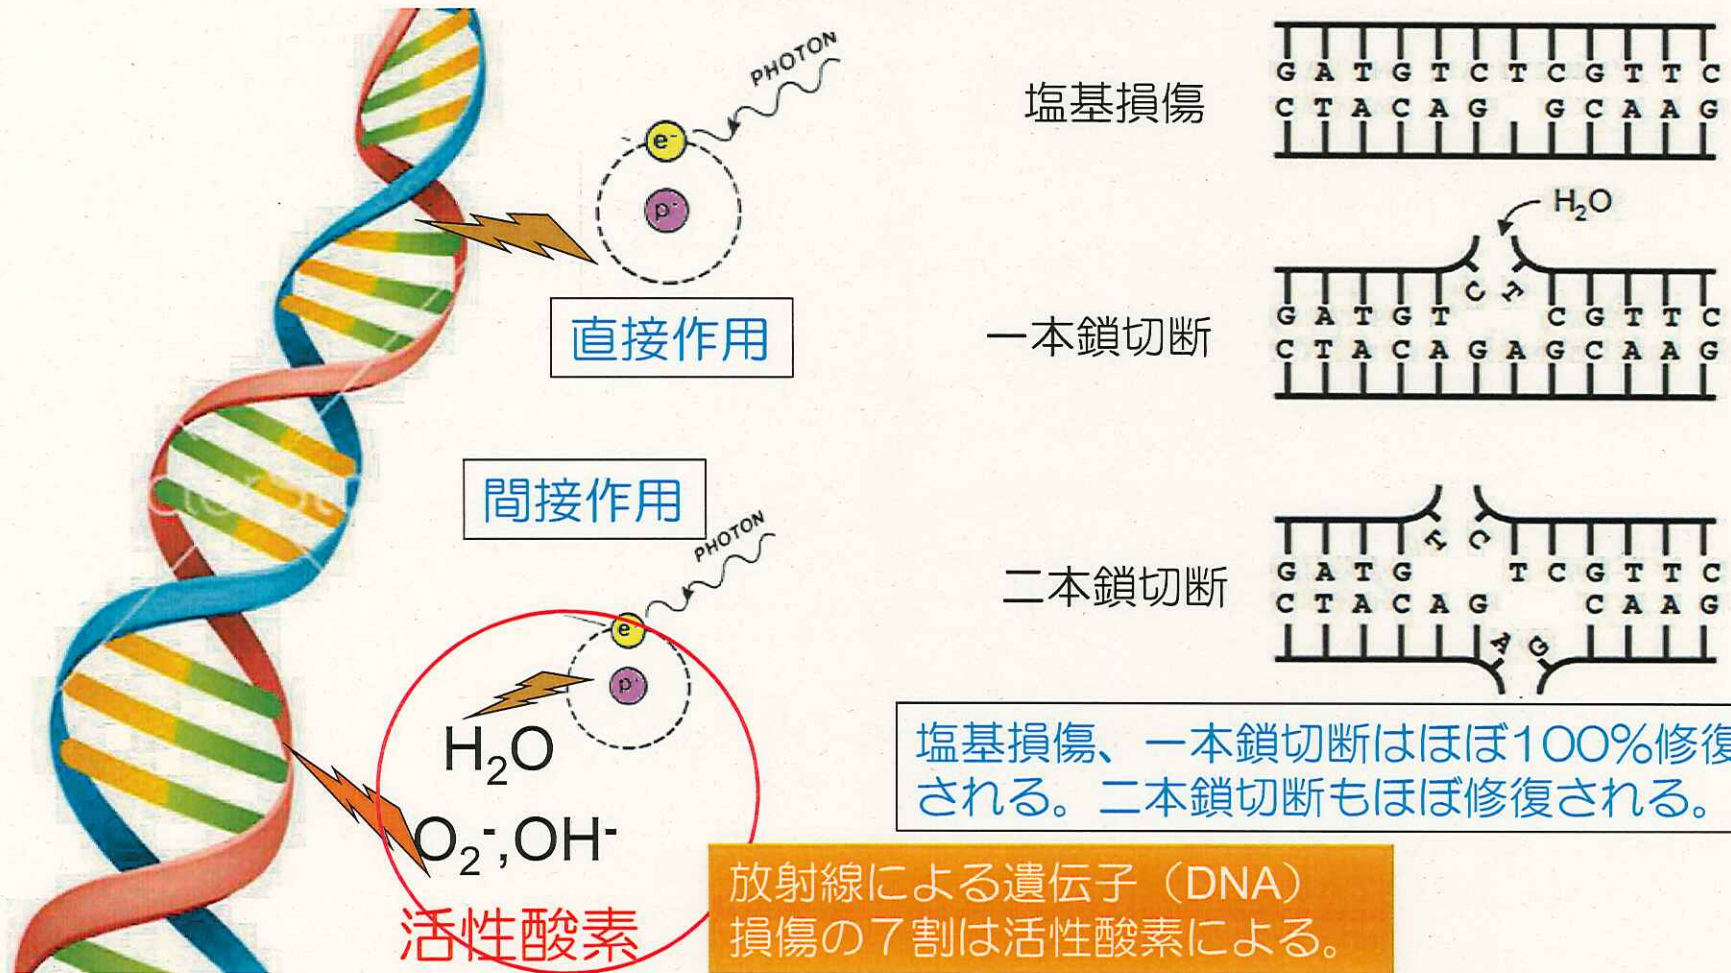 PHOTON
e-
p+
直接作用
間接作用
PHOTON
e-
p+
H₂O
O₂⁻,OH⁻
活性酸素
塩基損傷
G A T G T C T C G T T C
C T A C A G G C A A G
H₂O
一本鎖切断
C T
G A T G T C G T T C
C T A C A G A G C A A G
二本鎖切断
T C
G A T G T C G T T C
C T A C A G C A A G
A G
塩基損傷、一本鎖切断はほぼ100%修復
される。二本鎖切断もほぼ修復される。
放射線による遺伝子（DNA）
損傷の７割は活性酸素による。